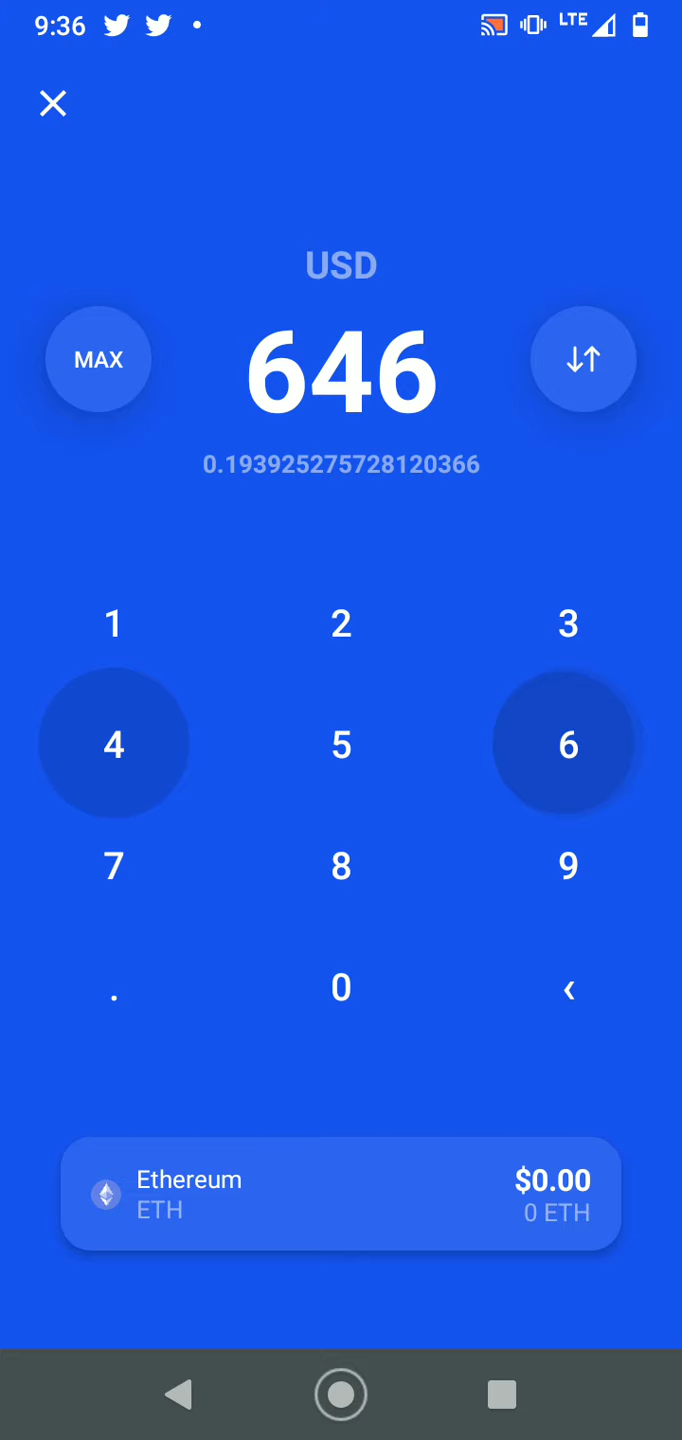 9:36 LTE
USD
MAX 646
0.193925275728120366
1 2 3
4 5 6
7 8 9
. 0 ‹
Ethereum $0.00
ETH 0 ETH